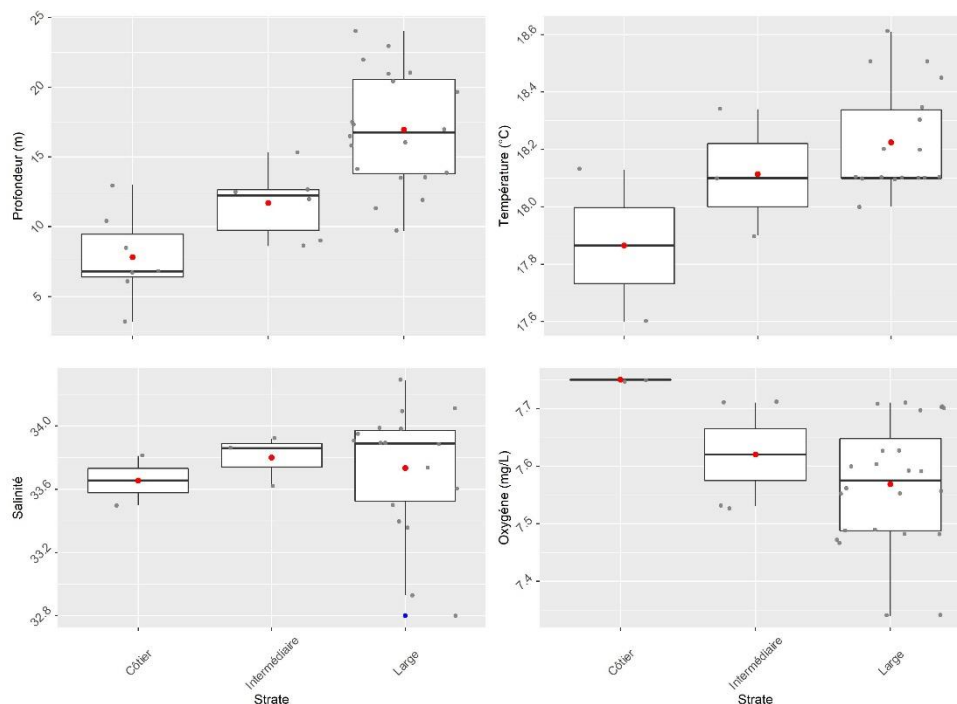 Profondeur (m)
25
20
15
10
5
Température (°C)
18.6
18.4
18.2
18.0
17.8
17.6
Salinité
34.0
33.6
33.2
32.8
Côtier
Intermédiaire
Large
Strate
Oxygéne (mg/L)
7.7
7.6
7.5
7.4
Côtier
Intermédiaire
Large
Strate